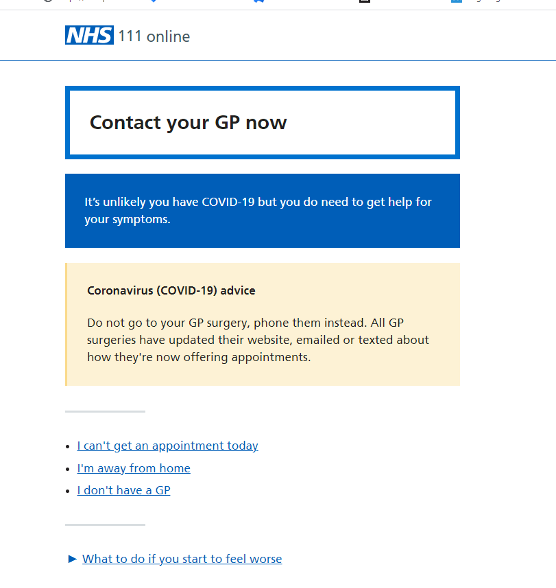 NHS 111 online
Contact your GP now
It's unlikely you have COVID-19 but you do need to get help for
your symptoms.
Coronavirus (COVID-19) advice
Do not go to your GP surgery, phone them instead. All GP
surgeries have updated their website, emailed or texted about
how they're now offering appointments.
I can't get an appointment today
I'm away from home
I don't have a GP
What to do if you start to feel worse